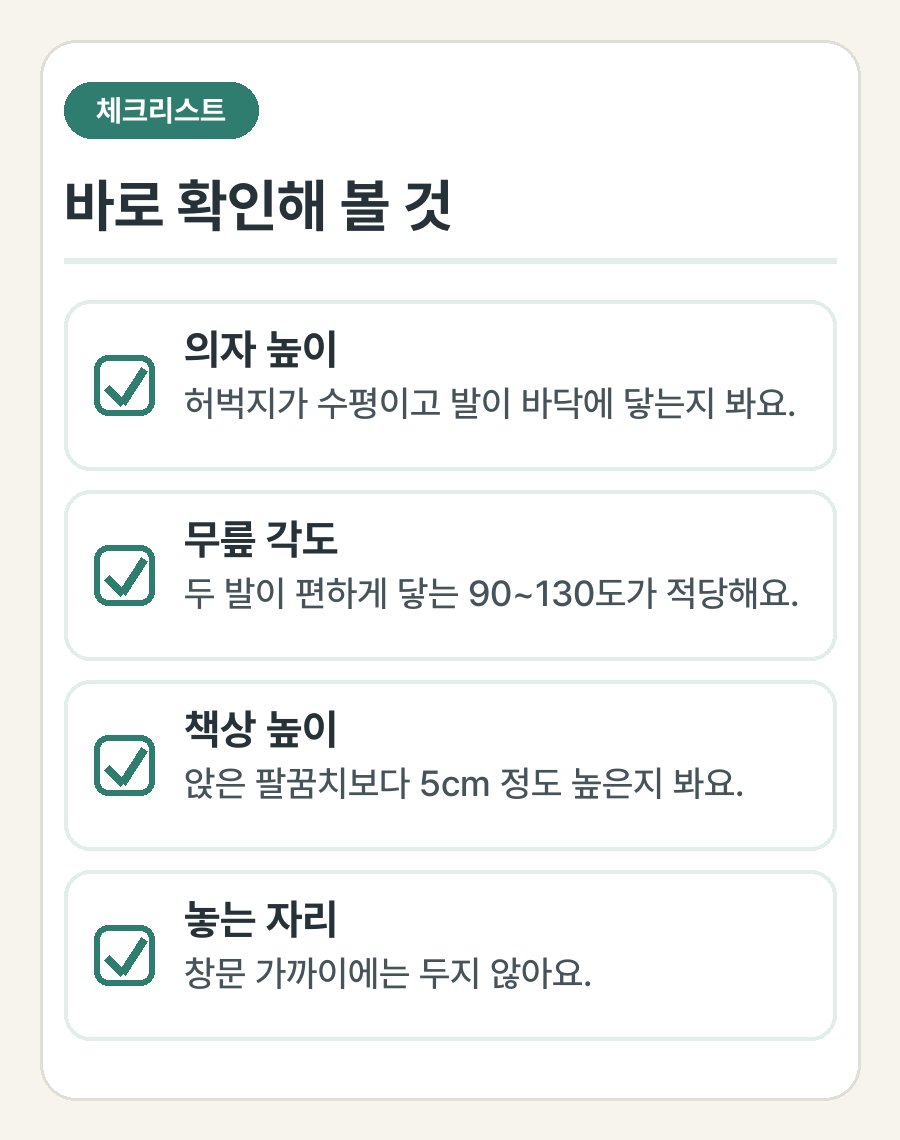 체크리스트
바로 확인해 볼 것
의자 높이
허벅지가 수평이고 발이 바닥에 닿는지 봐요.
무릎 각도
두 발이 편하게 닿는 90~130도가 적당해요.
책상 높이
앉은 팔꿈치보다 5cm 정도 높은지 봐요.
놓는 자리
창문 가까이에는 두지 않아요.